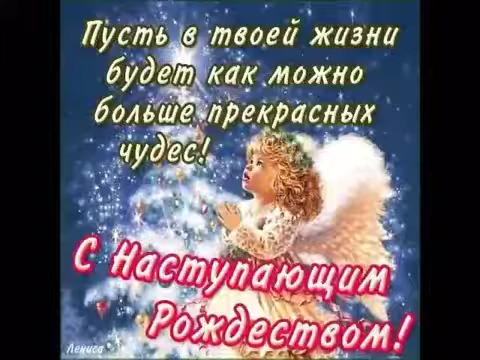 Пусть в твоей жизни
будет как можно
больше прекрасных
чудес!
С Наступающим
Рождеством!
Лениса